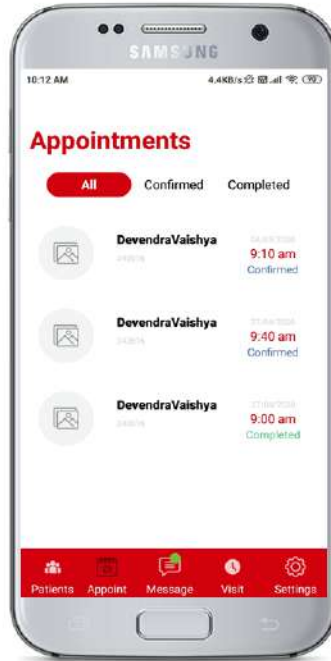 SAMSUNG
10:12 AM 4.4KB/s
Appointments
All Confirmed Completed
DevendraVaishya
9:10 am
Confirmed
DevendraVaishya
9:40 am
Confirmed
DevendraVaishya
9:00 am
Completed
Patients Appoint Message Visit Settings